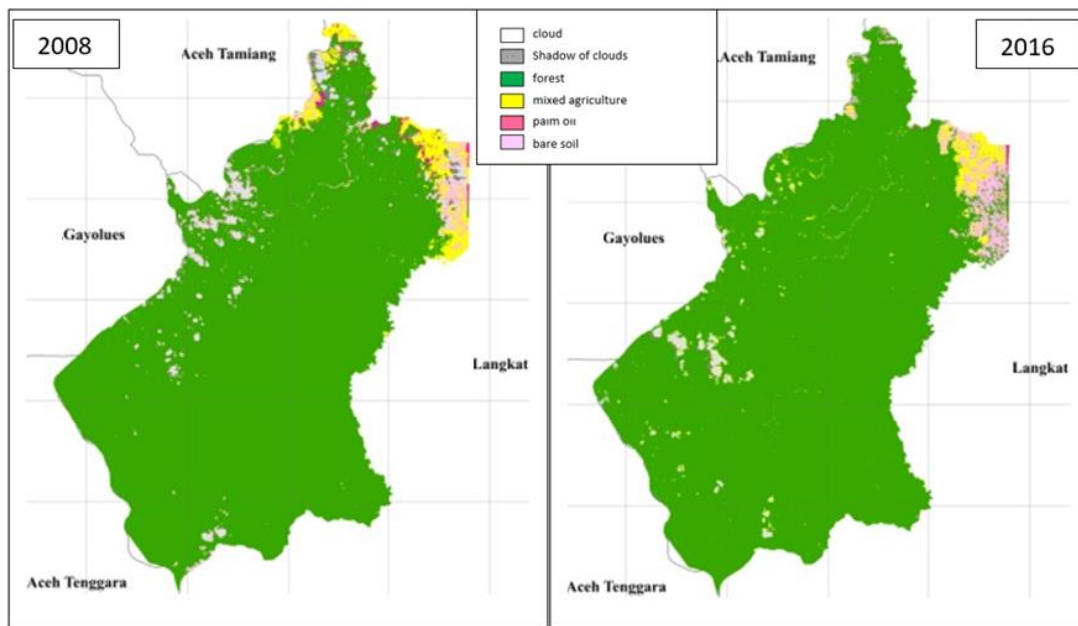 2008
Aceh Tamiang
Gayolues
Langkat
Aceh Tenggara
cloud
Shadow of clouds
forest
mixed agriculture
palm oil
bare soil
2016
Aceh Tamiang
Gayolues
Langkat
Aceh Tenggara